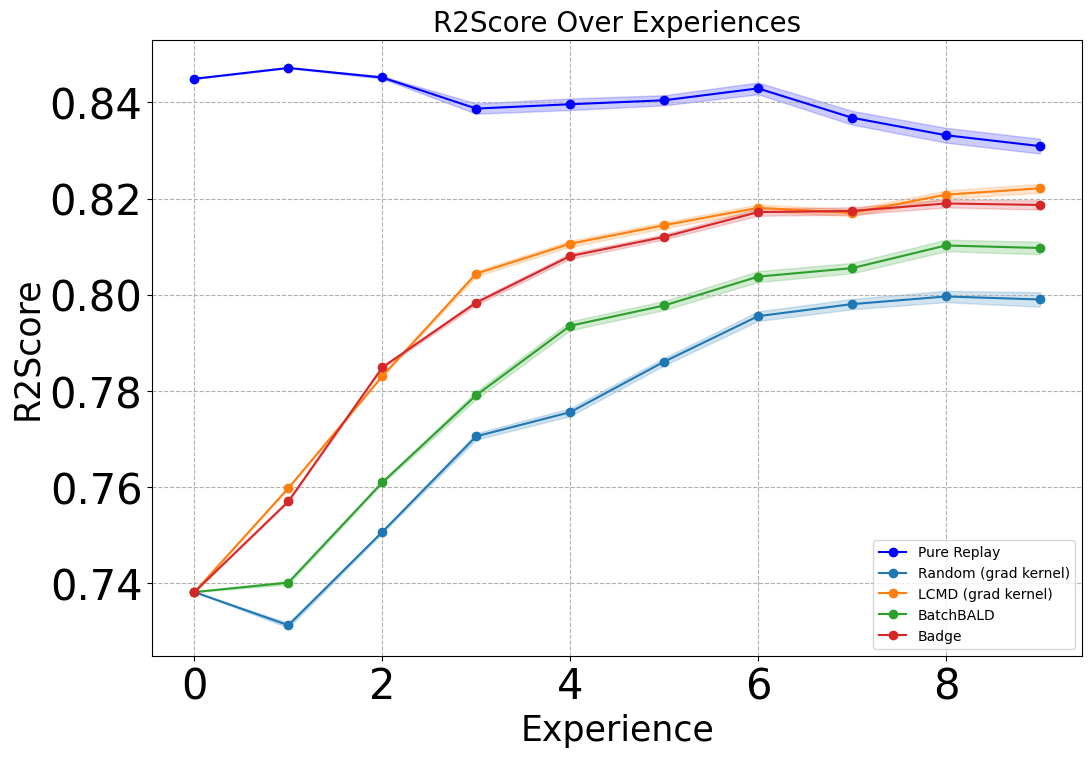 R2Score Over Experiences
R2Score
0.84
0.82
0.80
0.78
0.76
0.74
0
2
4
6
8
Experience
Pure Replay
Random (grad kernel)
LCMD (grad kernel)
BatchBALD
Badge